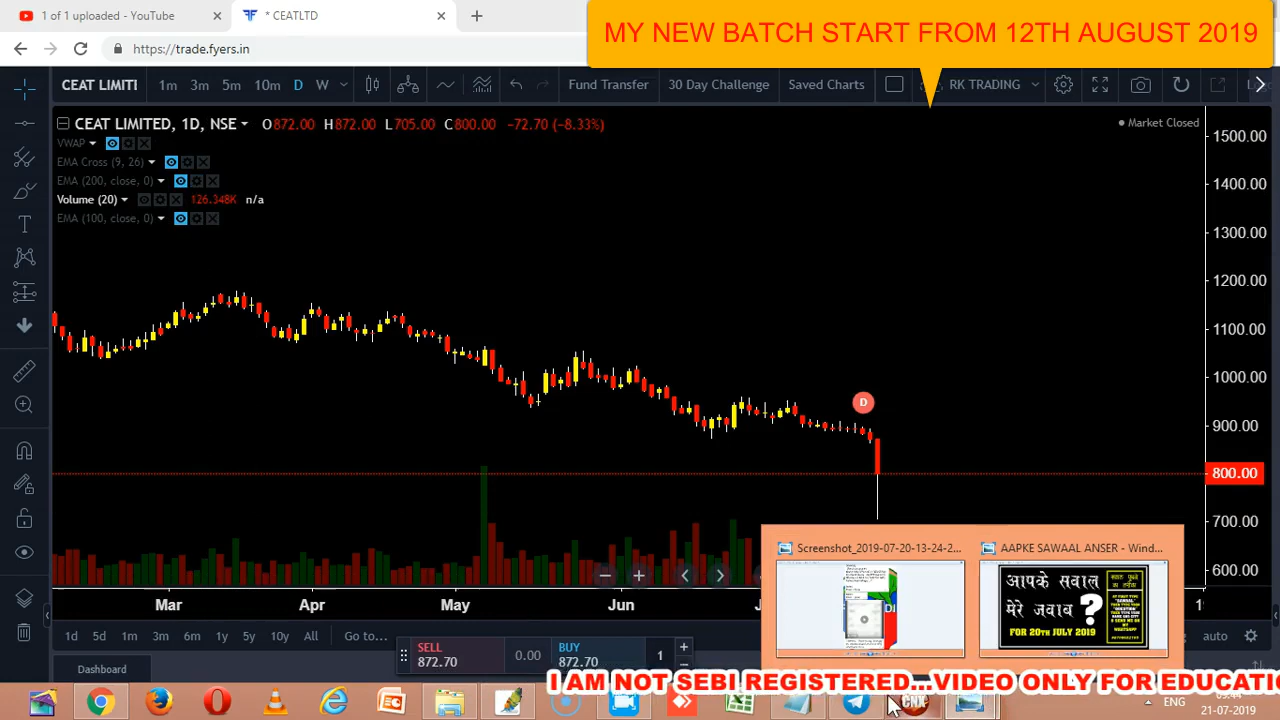 1 of 1 uploaded - YouTube
* CEATLTD
MY NEW BATCH START FROM 12TH AUGUST 2019
https://trade.fyers.in
CEAT LIMITI 1m 3m 5m 10m D W Fund Transfer 30 Day Challenge Saved Charts RK TRADING
CEAT LIMITED, 1D, NSE O872.00 H872.00 L705.00 C800.00 -72.70 (-8.33%)
Market Closed
VWAP
EMA Cross (9, 26)
EMA (200, close, 0)
Volume (20) 126.348K n/a
EMA (100, close, 0)
1500.00
1400.00
1300.00
1200.00
1100.00
1000.00
D
900.00
800.00
700.00
600.00
Screenshot_2019-07-20-13-24-2...
AAPKE SAWAAL ANSER - Wind...
आपके सवाल
मेरे जवाब ?
FOR 20TH JULY 2019
Mar Apr May Jun
1d 5d 1m 3m 6m 1y 5y 10y All Go to...
auto
SELL
872.70
0.00
BUY
872.70
1
Dashboard
I AM NOT SEBI REGISTERED...VIDEO ONLY FOR EDUCATI
CNX
ENG
21-07-2019